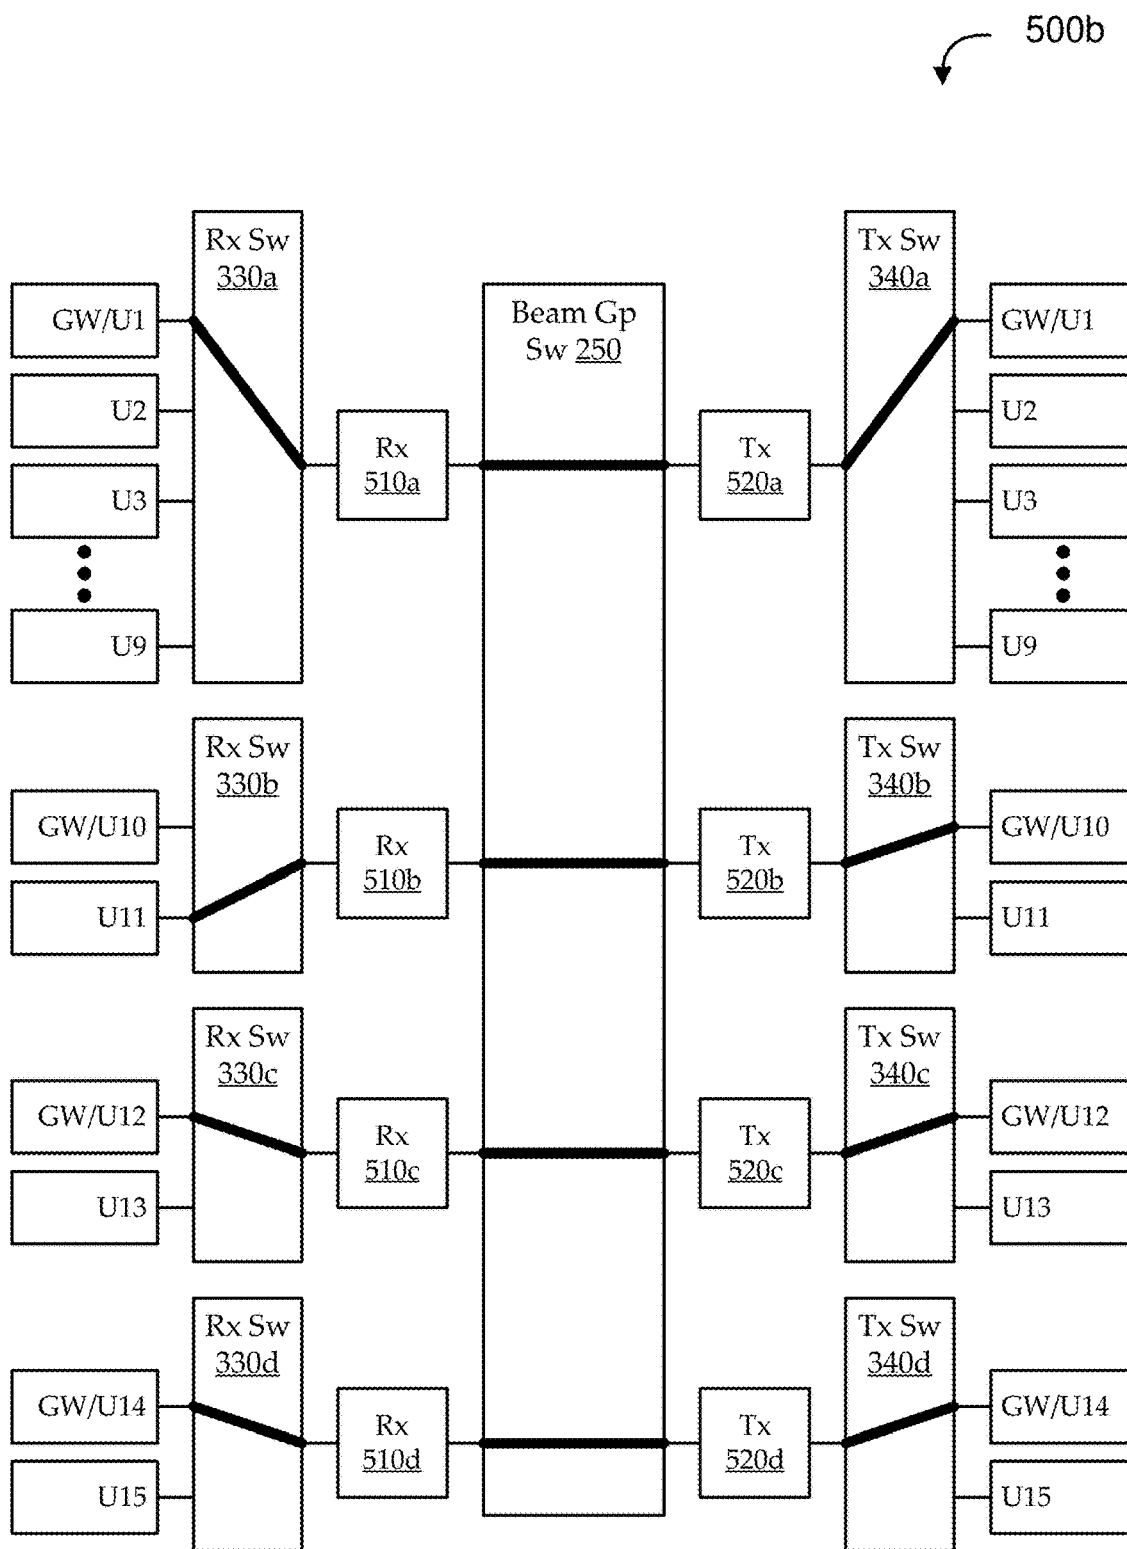 500b
Rx Sw
330a
Tx Sw
340a
GW/U1
Beam Gp
Sw 250
GW/U1
U2
Rx
510a
Tx
520a
U2
U3
U3
U9
U9
Rx Sw
330b
Tx Sw
340b
GW/U10
Rx
510b
Tx
520b
GW/U10
U11
U11
Rx Sw
330c
Tx Sw
340c
GW/U12
Rx
510c
Tx
520c
GW/U12
U13
U13
Rx Sw
330d
Tx Sw
340d
GW/U14
Rx
510d
Tx
520d
GW/U14
U15
U15